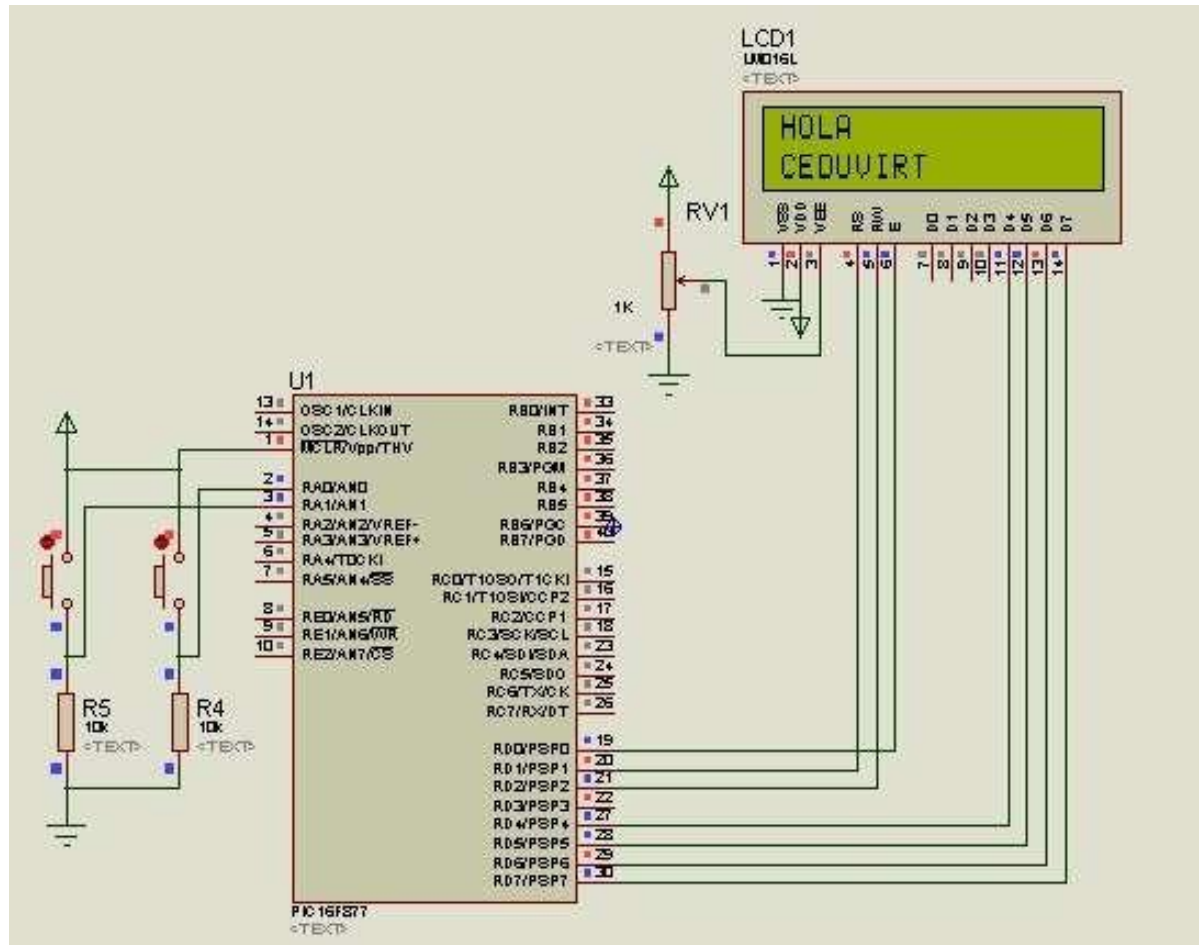 LCD1
LM016L
<TEXT>
HOLA
CEDUVIRT
VSS VDD VEE RS RW E D0 D1 D2 D3 D4 D5 D6 D7
1 2 3 4 5 6 7 8 9 10 11 12 13 14
RV1
1K
<TEXT>
U1
13 OSC1/CLKIN RB0/INT 33
14 OSC2/CLKOUT RB1 34
1 MCLR/Vpp/THV RB2 35
RB3/PGM 36
2 RA0/AN0 RB4 37
3 RA1/AN1 RB5 38
4 RA2/AN2/VREF- RB6/PGC 39
5 RA3/AN3/VREF+ RB7/PGD 40
6 RA4/T0CKI
7 RA5/AN4/SS RC0/T1OSO/T1CKI 15
RC1/T1OSI/CCP2 16
8 RE0/AN5/RD RC2/CCP1 17
9 RE1/AN6/WR RC3/SCK/SCL 18
10 RE2/AN7/CS RC4/SDI/SDA 23
RC5/SDO 24
RC6/TX/CK 25
RC7/RX/DT 26
R5
10k
<TEXT>
R4
10k
<TEXT>
RD0/PSP0 19
RD1/PSP1 20
RD2/PSP2 21
RD3/PSP3 22
RD4/PSP4 27
RD5/PSP5 28
RD6/PSP6 29
RD7/PSP7 30
PIC16F877
<TEXT>